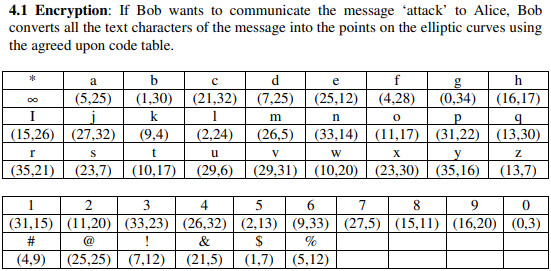 4.1 Encryption: If Bob wants to communicate the message ‘attack’ to Alice, Bob
converts all the text characters of the message into the points on the elliptic curves using
the agreed upon code table.
* a b c d e f g h
∞ (5,25) (1,30) (21,32) (7,25) (25,12) (4,28) (0,34) (16,17)
I j k l m n o p q
(15,26) (27,32) (9,4) (2,24) (26,5) (33,14) (11,17) (31,22) (13,30)
r s t u v w x y z
(35,21) (23,7) (10,17) (29,6) (29,31) (10,20) (23,30) (35,16) (13,7)
1 2 3 4 5 6 7 8 9 0
(31,15) (11,20) (33,23) (26,32) (2,13) (9,33) (27,5) (15,11) (16,20) (0,3)
# @ ! & $ %
(4,9) (25,25) (7,12) (21,5) (1,7) (5,12)